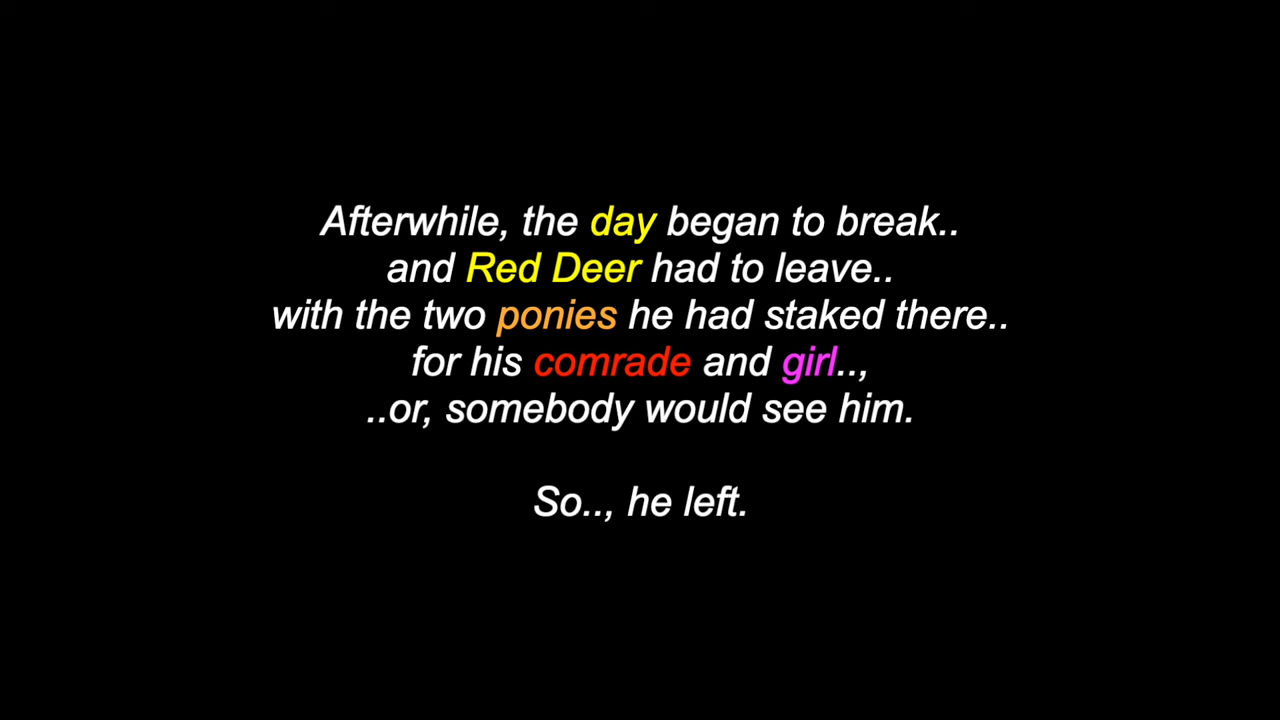 Afterwhile, the day began to break..
and Red Deer had to leave..
with the two ponies he had staked there..
for his comrade and girl..,
..or, somebody would see him.
So.., he left.